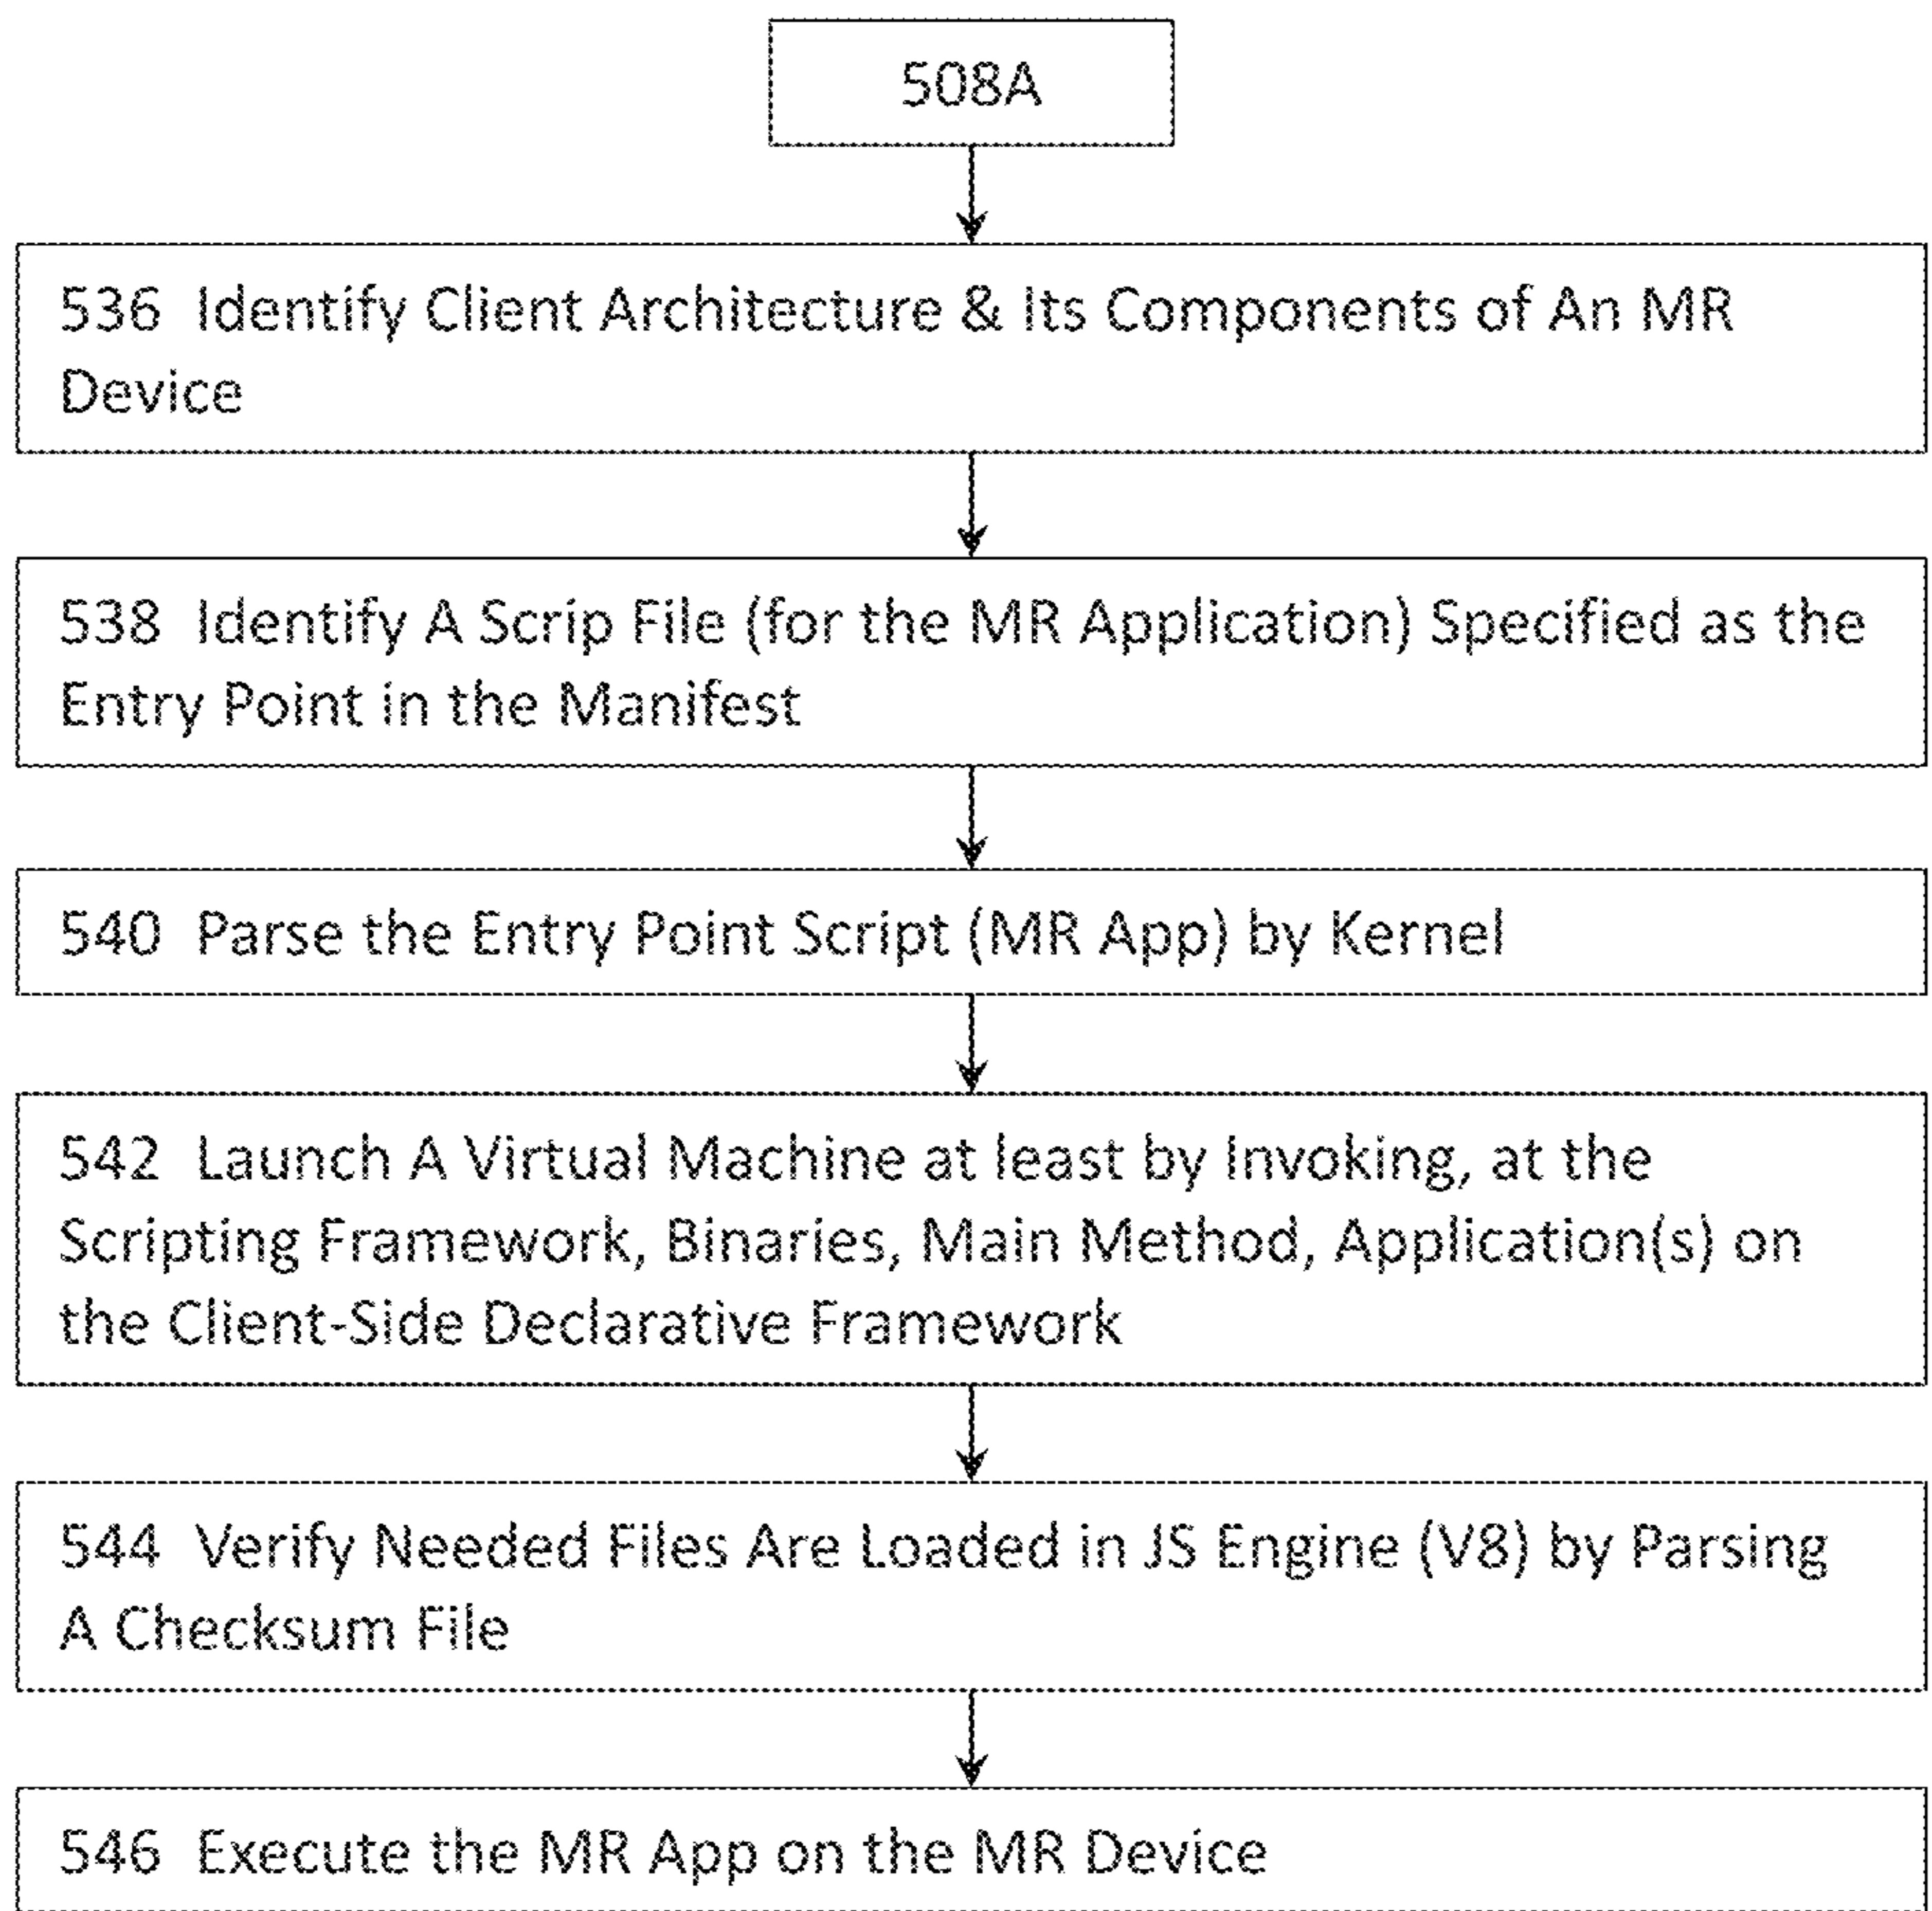 508A
536 Identify Client Architecture & Its Components of An MR
Device
538 Identify A Scrip File (for the MR Application) Specified as the
Entry Point in the Manifest
540 Parse the Entry Point Script (MR App) by Kernel
542 Launch A Virtual Machine at least by Invoking, at the
Scripting Framework, Binaries, Main Method, Application(s) on
the Client-Side Declarative Framework
544 Verify Needed Files Are Loaded in JS Engine (V8) by Parsing
A Checksum File
546 Execute the MR App on the MR Device